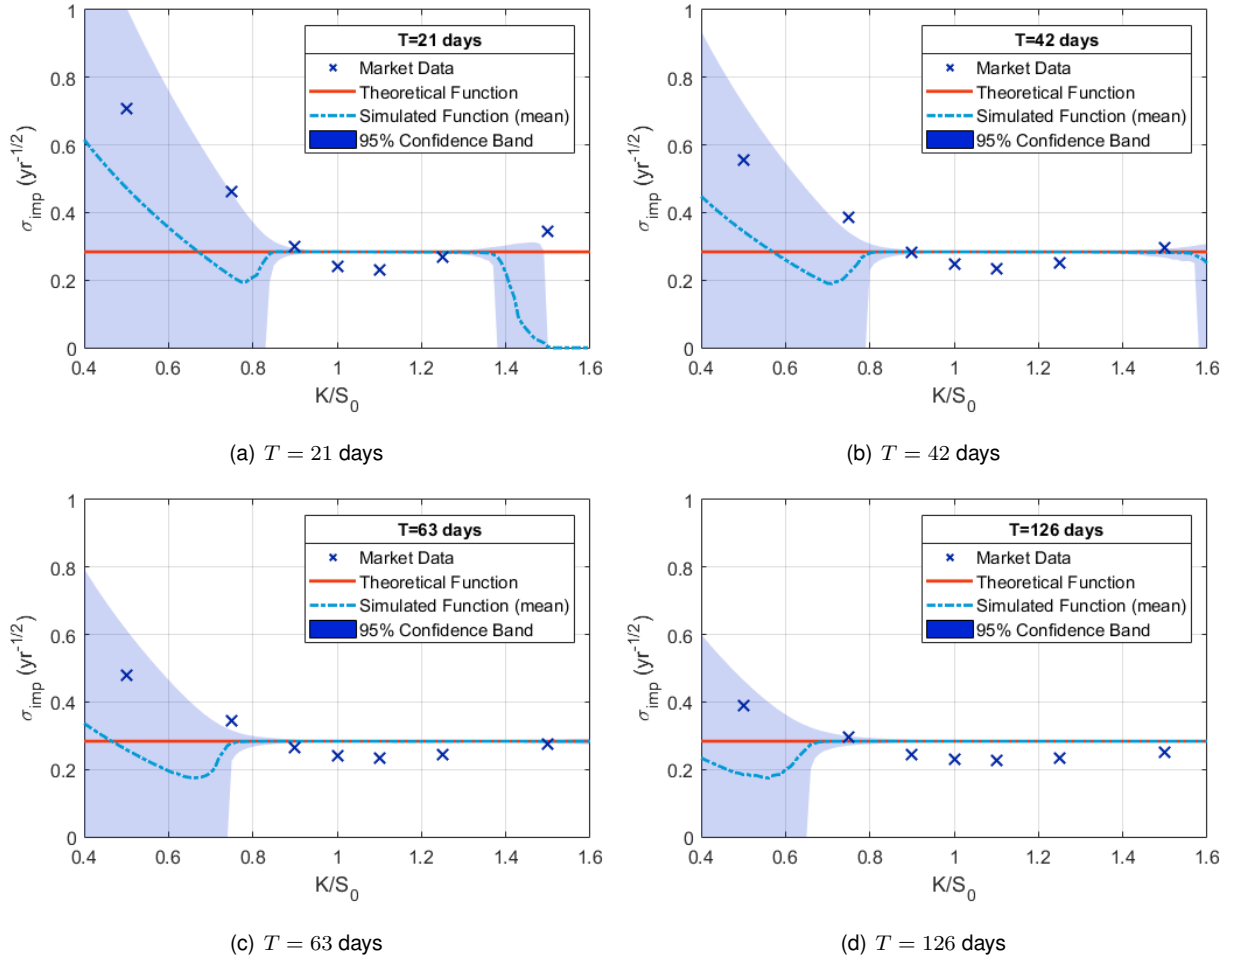 1
0.8
0.6
0.4
0.2
0
σimp (yr-1/2)
T=21 days
Market Data
Theoretical Function
Simulated Function (mean)
95% Confidence Band
0.4 0.6 0.8 1 1.2 1.4 1.6
K/S0
(a) T = 21 days
1
0.8
0.6
0.4
0.2
0
σimp (yr-1/2)
T=42 days
Market Data
Theoretical Function
Simulated Function (mean)
95% Confidence Band
0.4 0.6 0.8 1 1.2 1.4 1.6
K/S0
(b) T = 42 days
1
0.8
0.6
0.4
0.2
0
σimp (yr-1/2)
T=63 days
Market Data
Theoretical Function
Simulated Function (mean)
95% Confidence Band
0.4 0.6 0.8 1 1.2 1.4 1.6
K/S0
(c) T = 63 days
1
0.8
0.6
0.4
0.2
0
σimp (yr-1/2)
T=126 days
Market Data
Theoretical Function
Simulated Function (mean)
95% Confidence Band
0.4 0.6 0.8 1 1.2 1.4 1.6
K/S0
(d) T = 126 days